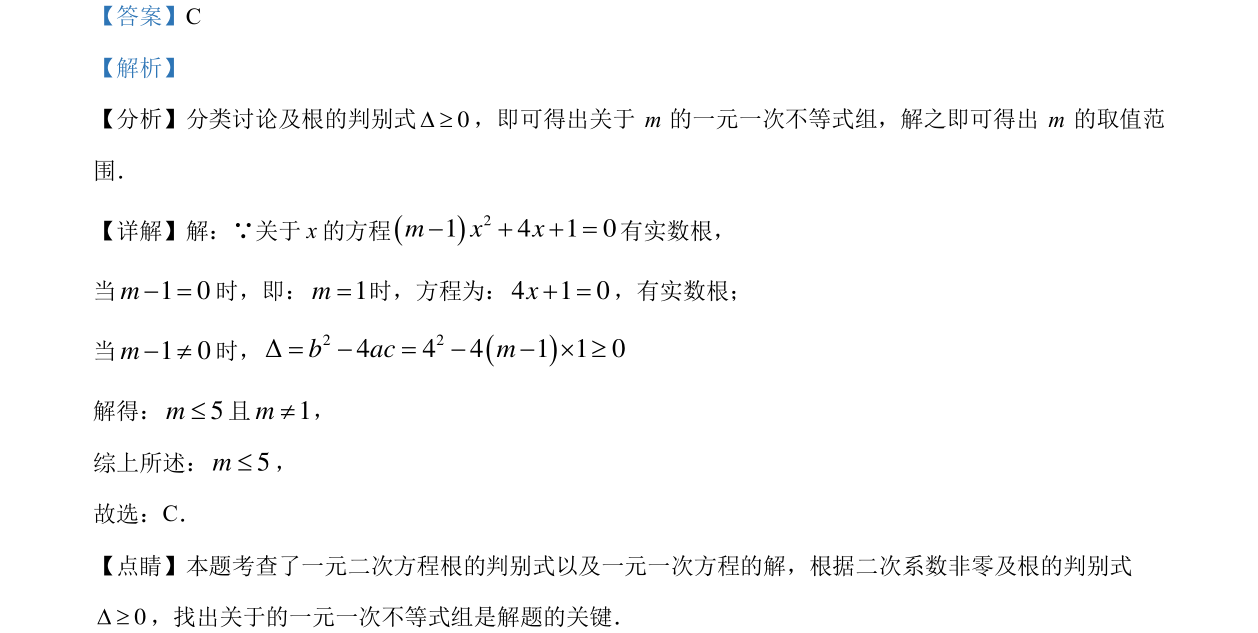 【答案】C
【解析】
【分析】分类讨论及根的判别式Δ≥0，即可得出关于 m 的一元一次不等式组，解之即可得出 m 的取值范
围．
【详解】解：∵关于 x 的方程(m−1)x²+4x+1=0有实数根，
当m−1=0时，即：m=1时，方程为：4x+1=0，有实数根；
当m−1≠0时，Δ=b²−4ac=4²−4(m−1)×1≥0
解得：m≤5且m≠1，
综上所述：m≤5，
故选：C．
【点睛】本题考查了一元二次方程根的判别式以及一元一次方程的解，根据二次系数非零及根的判别式
Δ≥0，找出关于的一元一次不等式组是解题的关键．